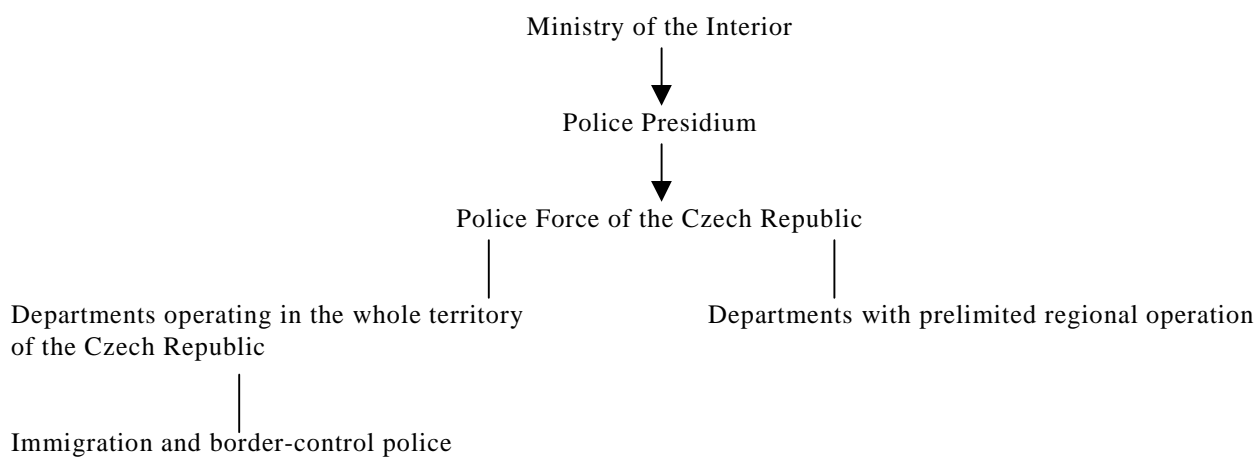 Ministry of the Interior
Police Presidium
Police Force of the Czech Republic
Departments operating in the whole territory
of the Czech Republic
Departments with prelimited regional operation
Immigration and border-control police